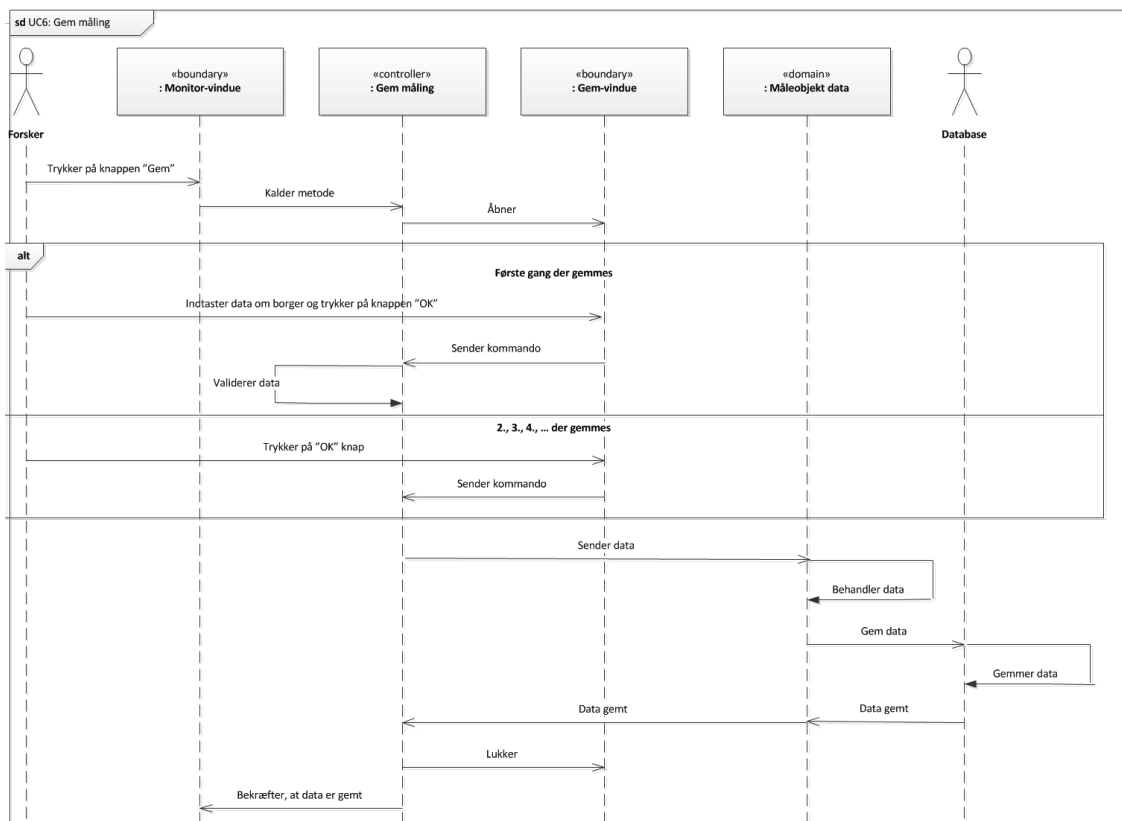 sd UC6: Gem måling
«boundary»
: Monitor-vindue
«controller»
: Gem måling
«boundary»
: Gem-vindue
«domain»
: Måleobjekt data
Forsker
Database
Trykker på knappen ”Gem”
Kalder metode
Åbner
alt
Første gang der gemmes
Indtaster data om borger og trykker på knappen ”OK”
Sender kommando
Validerer data
2., 3., 4., … der gemmes
Trykker på ”OK” knap
Sender kommando
Sender data
Behandler data
Gem data
Gemmer data
Data gemt
Data gemt
Lukker
Bekræfter, at data er gemt